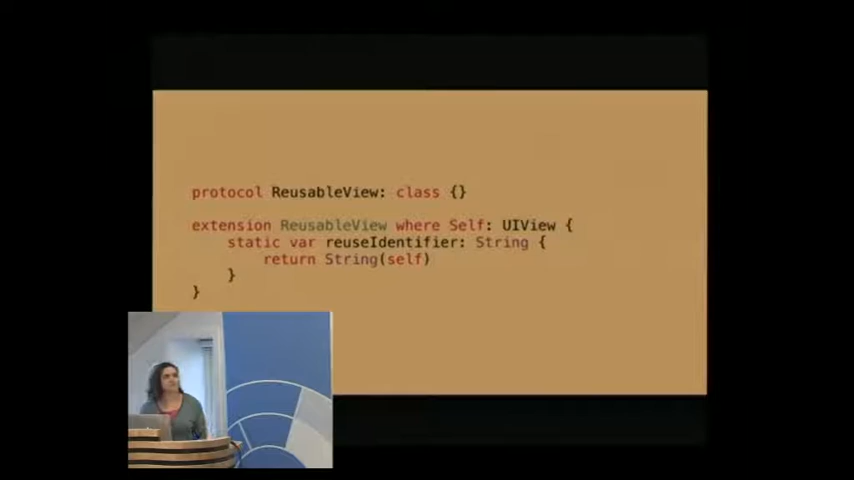 protocol ReusableView: class {}
extension ReusableView where Self: UIView {
static var reuseIdentifier: String {
return String(self)
}
}